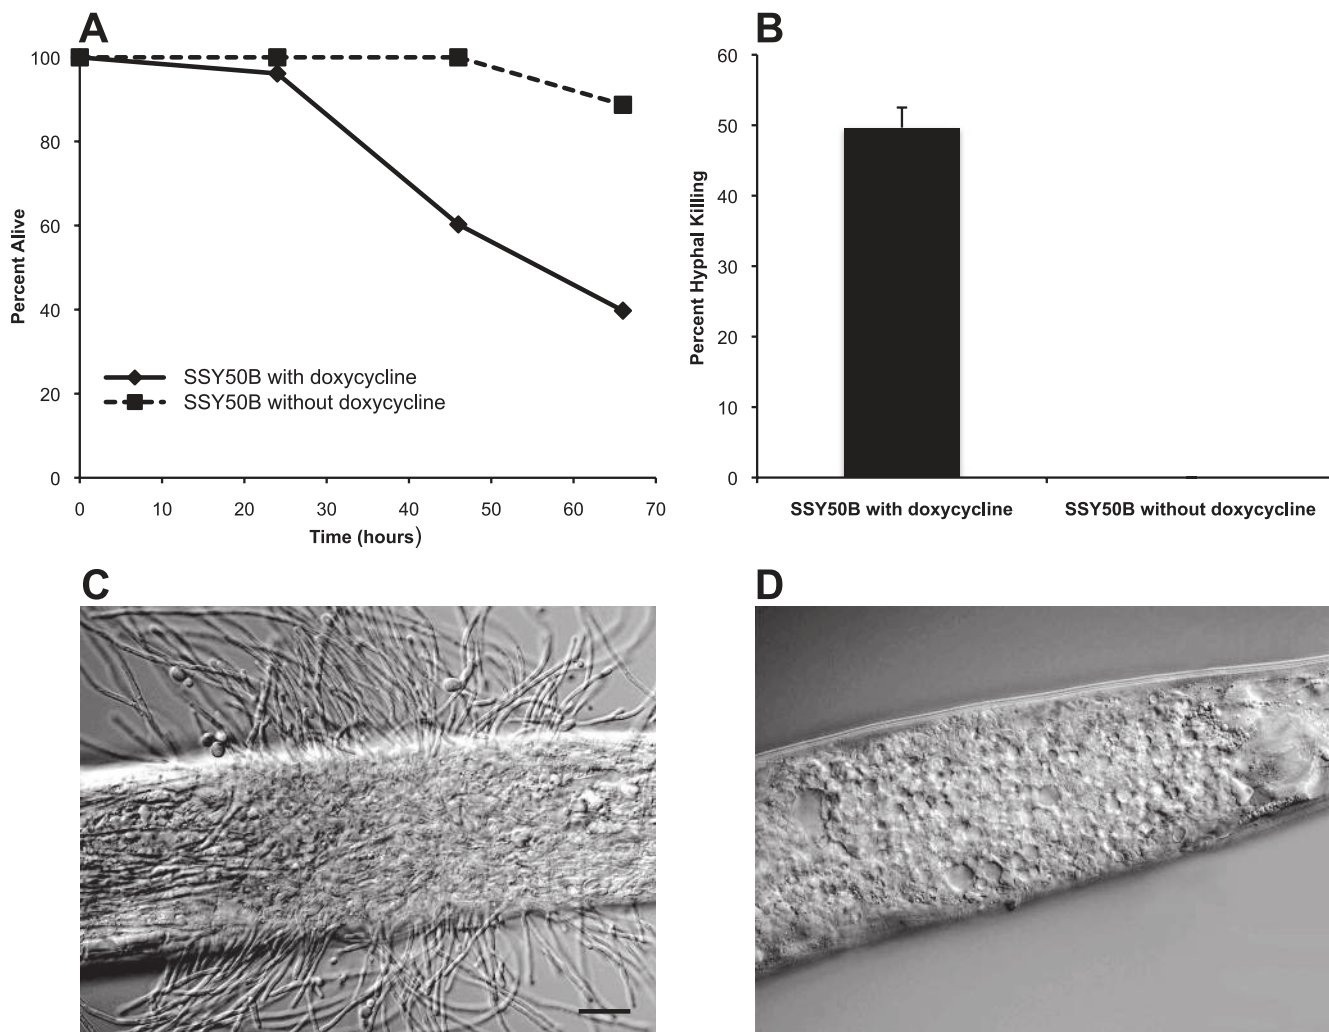 A
100
80
60
40
20
0
Percent Alive
SSY50B with doxycycline
SSY50B without doxycycline
0 10 20 30 40 50 60 70
Time (hours)
B
60
50
40
30
20
10
0
Percent Hyphal Killing
SSY50B with doxycycline SSY50B without doxycycline
C
D